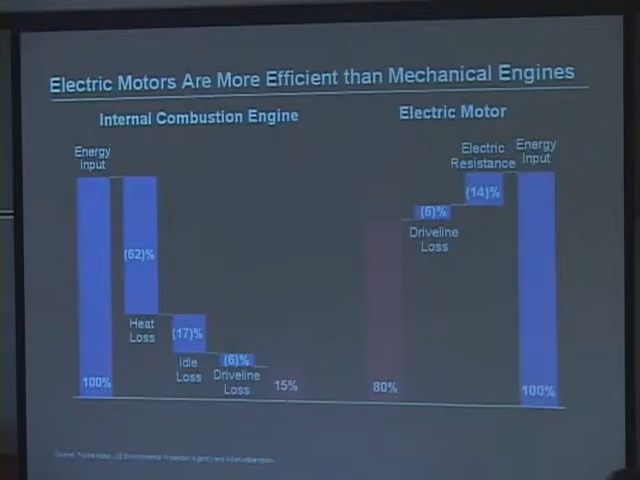 Electric Motors Are More Efficient than Mechanical Engines
Internal Combustion Engine
Electric Motor
Energy
Input
(62)%
Heat
Loss
(17)%
Idle
Loss
(6)%
Driveline
Loss
100%
15%
Electric
Resistance
Energy
Input
(14)%
(6)%
Driveline
Loss
80%
100%